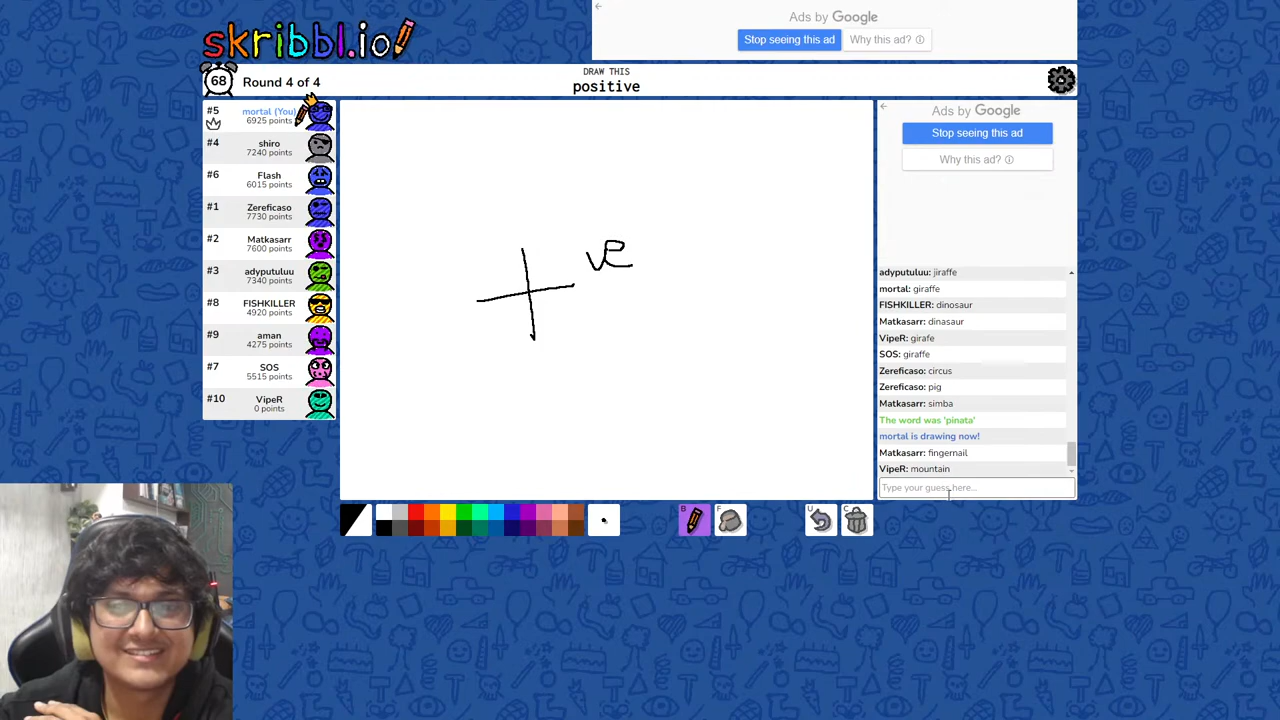 skribbl.io
Ads by Google
Stop seeing this ad
Why this ad?
68
Round 4 of 4
DRAW THIS
positive
#5
mortal (You)
6925 points
#4
shiro
7240 points
#6
Flash
6015 points
#1
Zereficaso
7730 points
#2
Matkasarr
7600 points
#3
adyputuluu
7340 points
#8
FISHKILLER
4920 points
#9
aman
4275 points
#7
SOS
5515 points
#10
VipeR
0 points
+ve
Ads by Google
Stop seeing this ad
Why this ad?
adyputuluu: jiraffe
mortal: giraffe
FISHKILLER: dinosaur
Matkasarr: dinasaur
VipeR: girafe
SOS: giraffe
Zereficaso: circus
Zereficaso: pig
Matkasarr: simba
The word was 'pinata'
mortal is drawing now!
Matkasarr: fingernail
VipeR: mountain
Type your guess here...
B
F
U
C